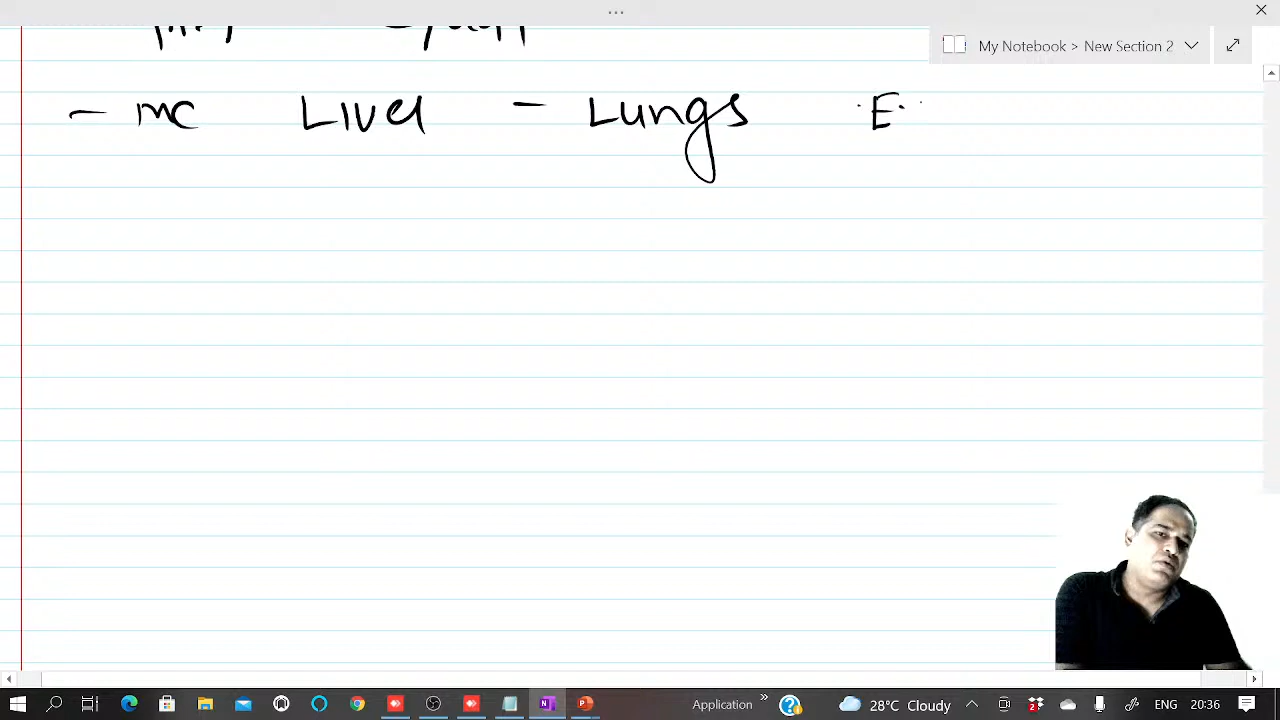 ...
My Notebook > New Section 2
- mc Liver - Lungs E
Application
28°C Cloudy
ENG
20:36